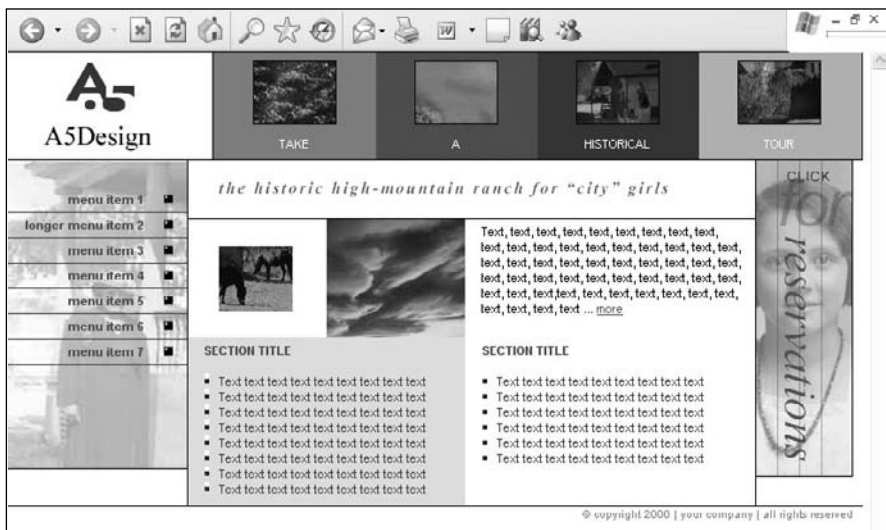 A5
A5Design
TAKE
A
HISTORICAL
TOUR
the historic high-mountain ranch for “city” girls
CLICK
for
reservations
menu item 1
longer menu item 2
menu item 3
menu item 4
menu item 5
menu item 6
menu item 7
Text, text, text, text, text, text, text, text, text,
text, text, text, text, text, text, text, text, text, text,
text, text, text, text, text, text, text, text, text, text,
text, text, text, text, text, text, text, text, text, text,
text, text, text,text, text, text, text, text, text, text,
text, text, text, text ... more
SECTION TITLE
Text text text text text text text text text
Text text text text text text text text text
Text text text text text text text text text
Text text text text text text text text text
Text text text text text text text text text
Text text text text text text text text text
Text text text text text text text text text
Text text text text text text text text text
SECTION TITLE
Text text text text text text text text text
Text text text text text text text text text
Text text text text text text text text text
Text text text text text text text text text
Text text text text text text text text text
Text text text text text text text text text
© copyright 2000 | your company | all rights reserved